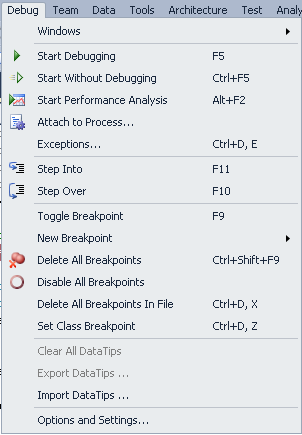 Debug Team Data Tools Architecture Test Analy
Windows
Start Debugging F5
Start Without Debugging Ctrl+F5
Start Performance Analysis Alt+F2
Attach to Process...
Exceptions... Ctrl+D, E
Step Into F11
Step Over F10
Toggle Breakpoint F9
New Breakpoint
Delete All Breakpoints Ctrl+Shift+F9
Disable All Breakpoints
Delete All Breakpoints In File Ctrl+D, X
Set Class Breakpoint Ctrl+D, Z
Clear All DataTips
Export DataTips ...
Import DataTips ...
Options and Settings...